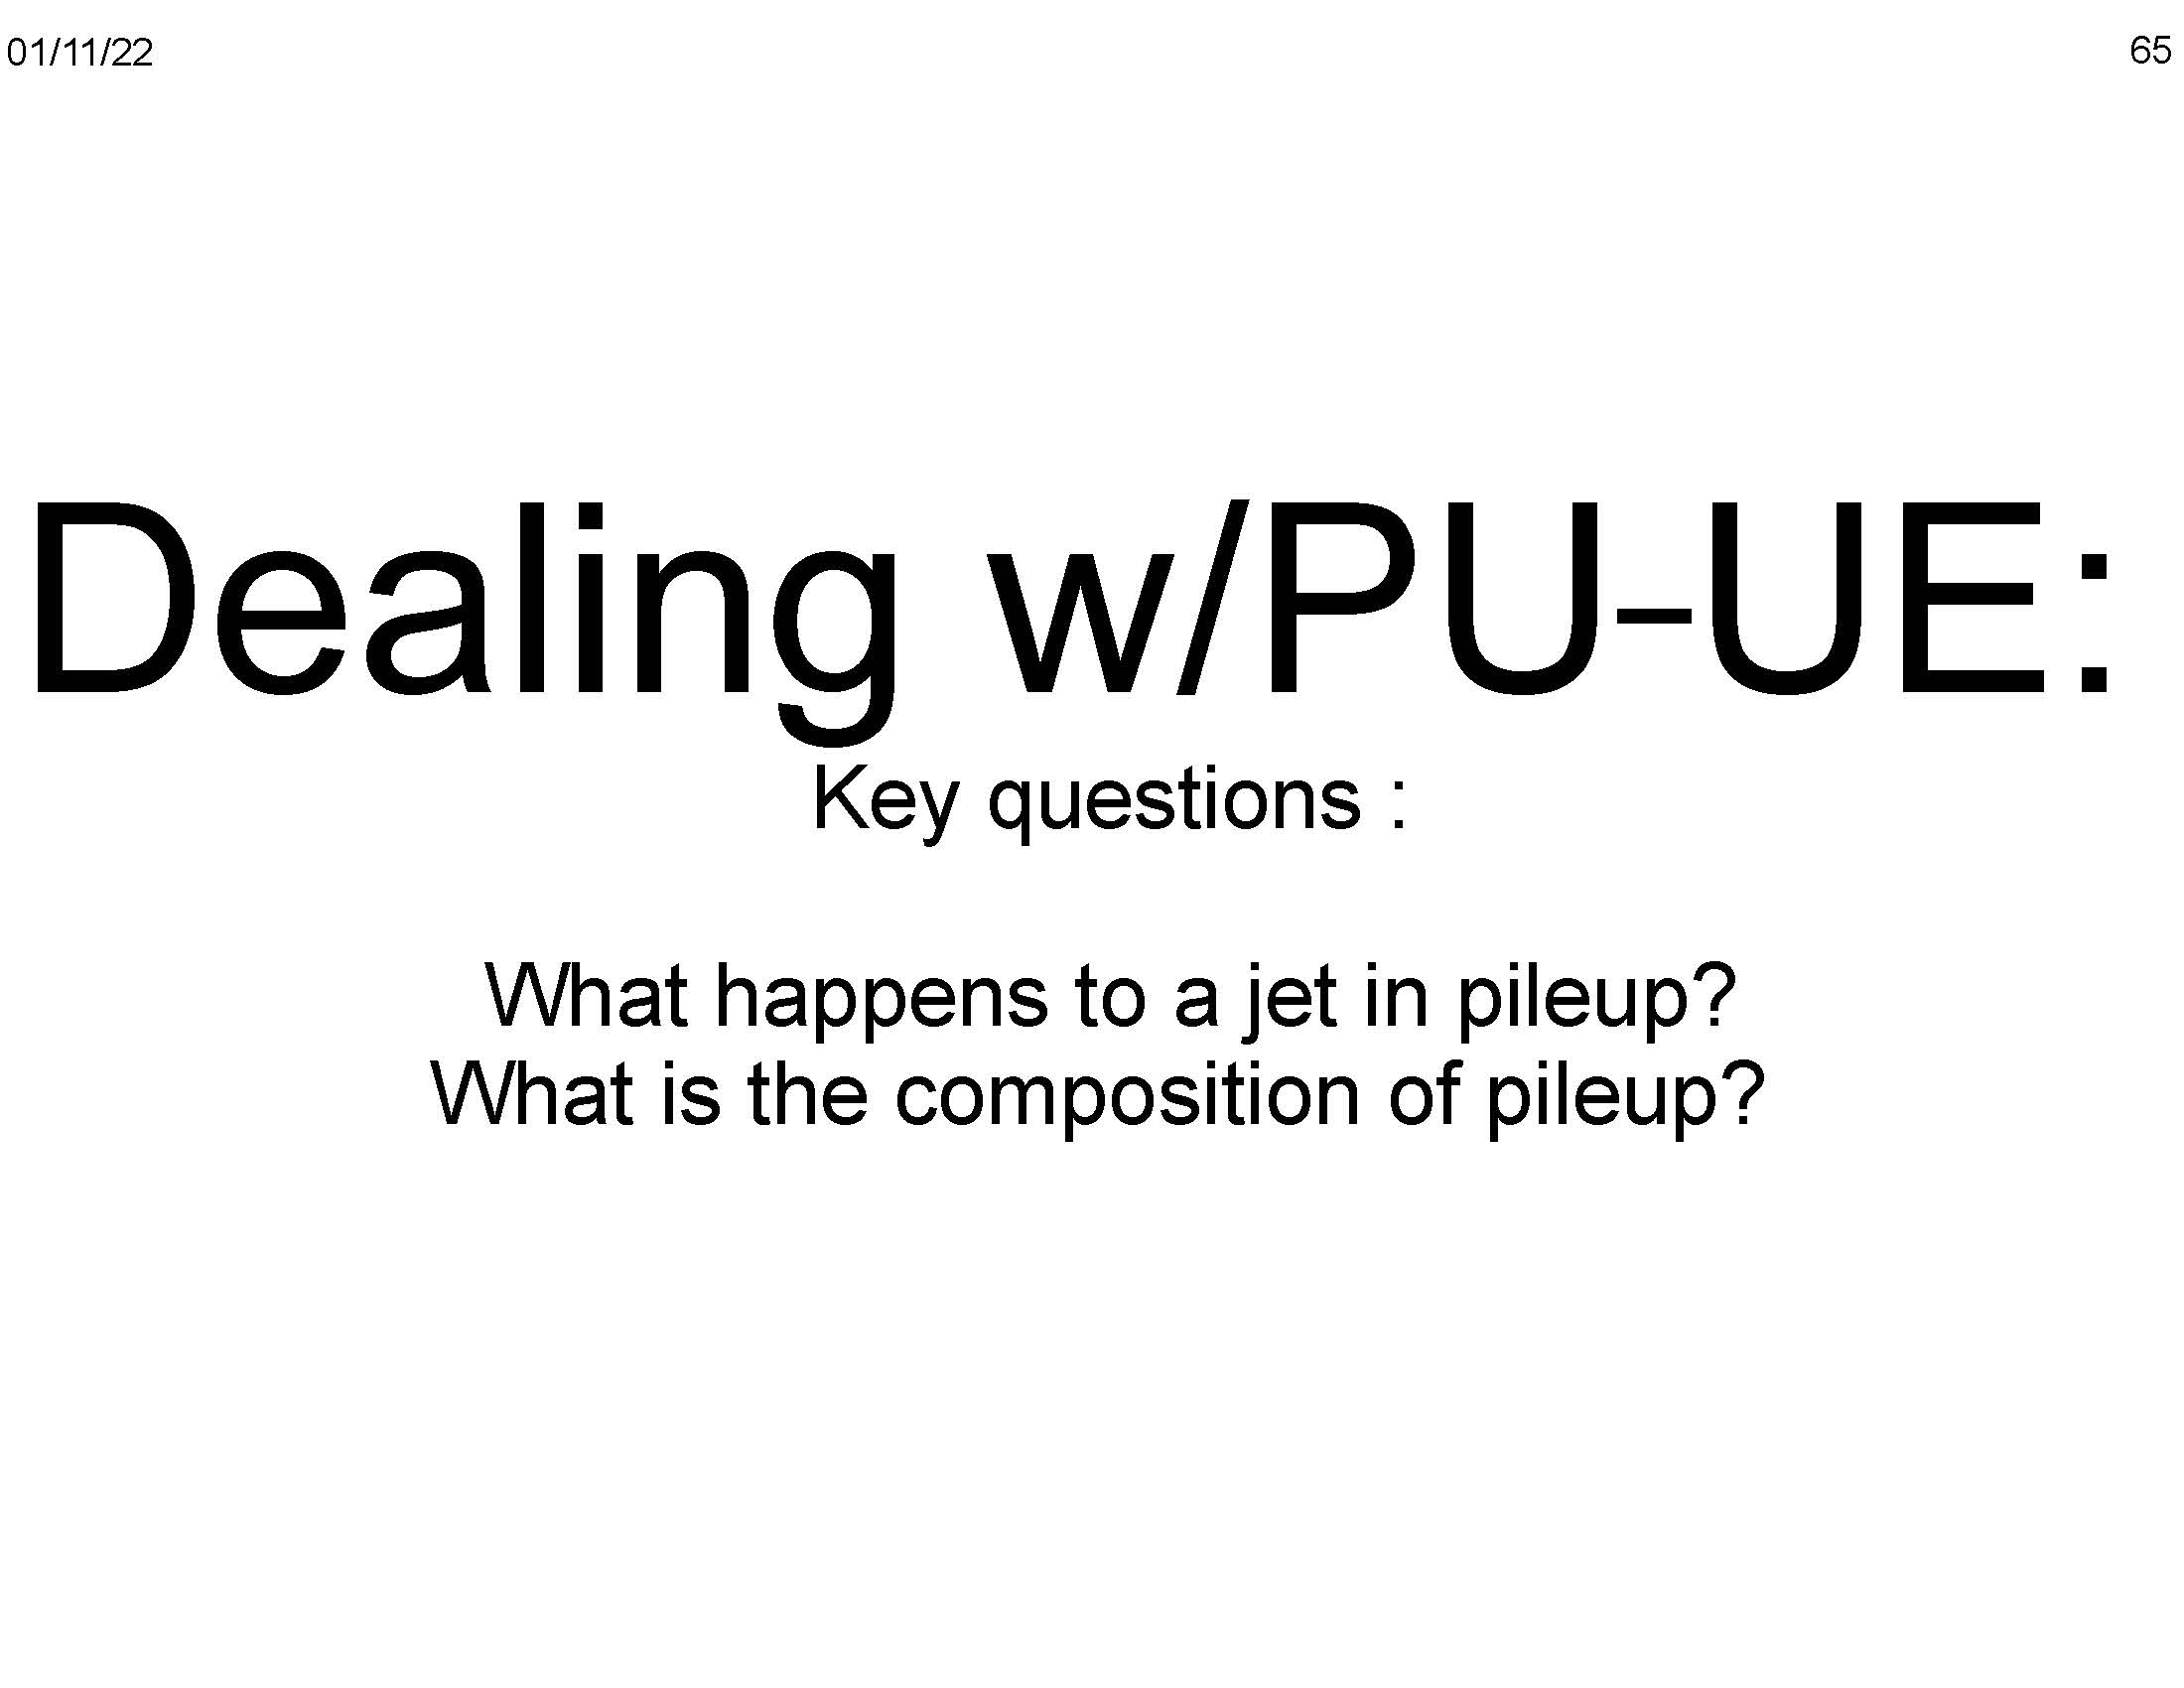 01/11/22
65
Dealing w/PU-UE:
Key questions :
What happens to a jet in pileup?
What is the composition of pileup?